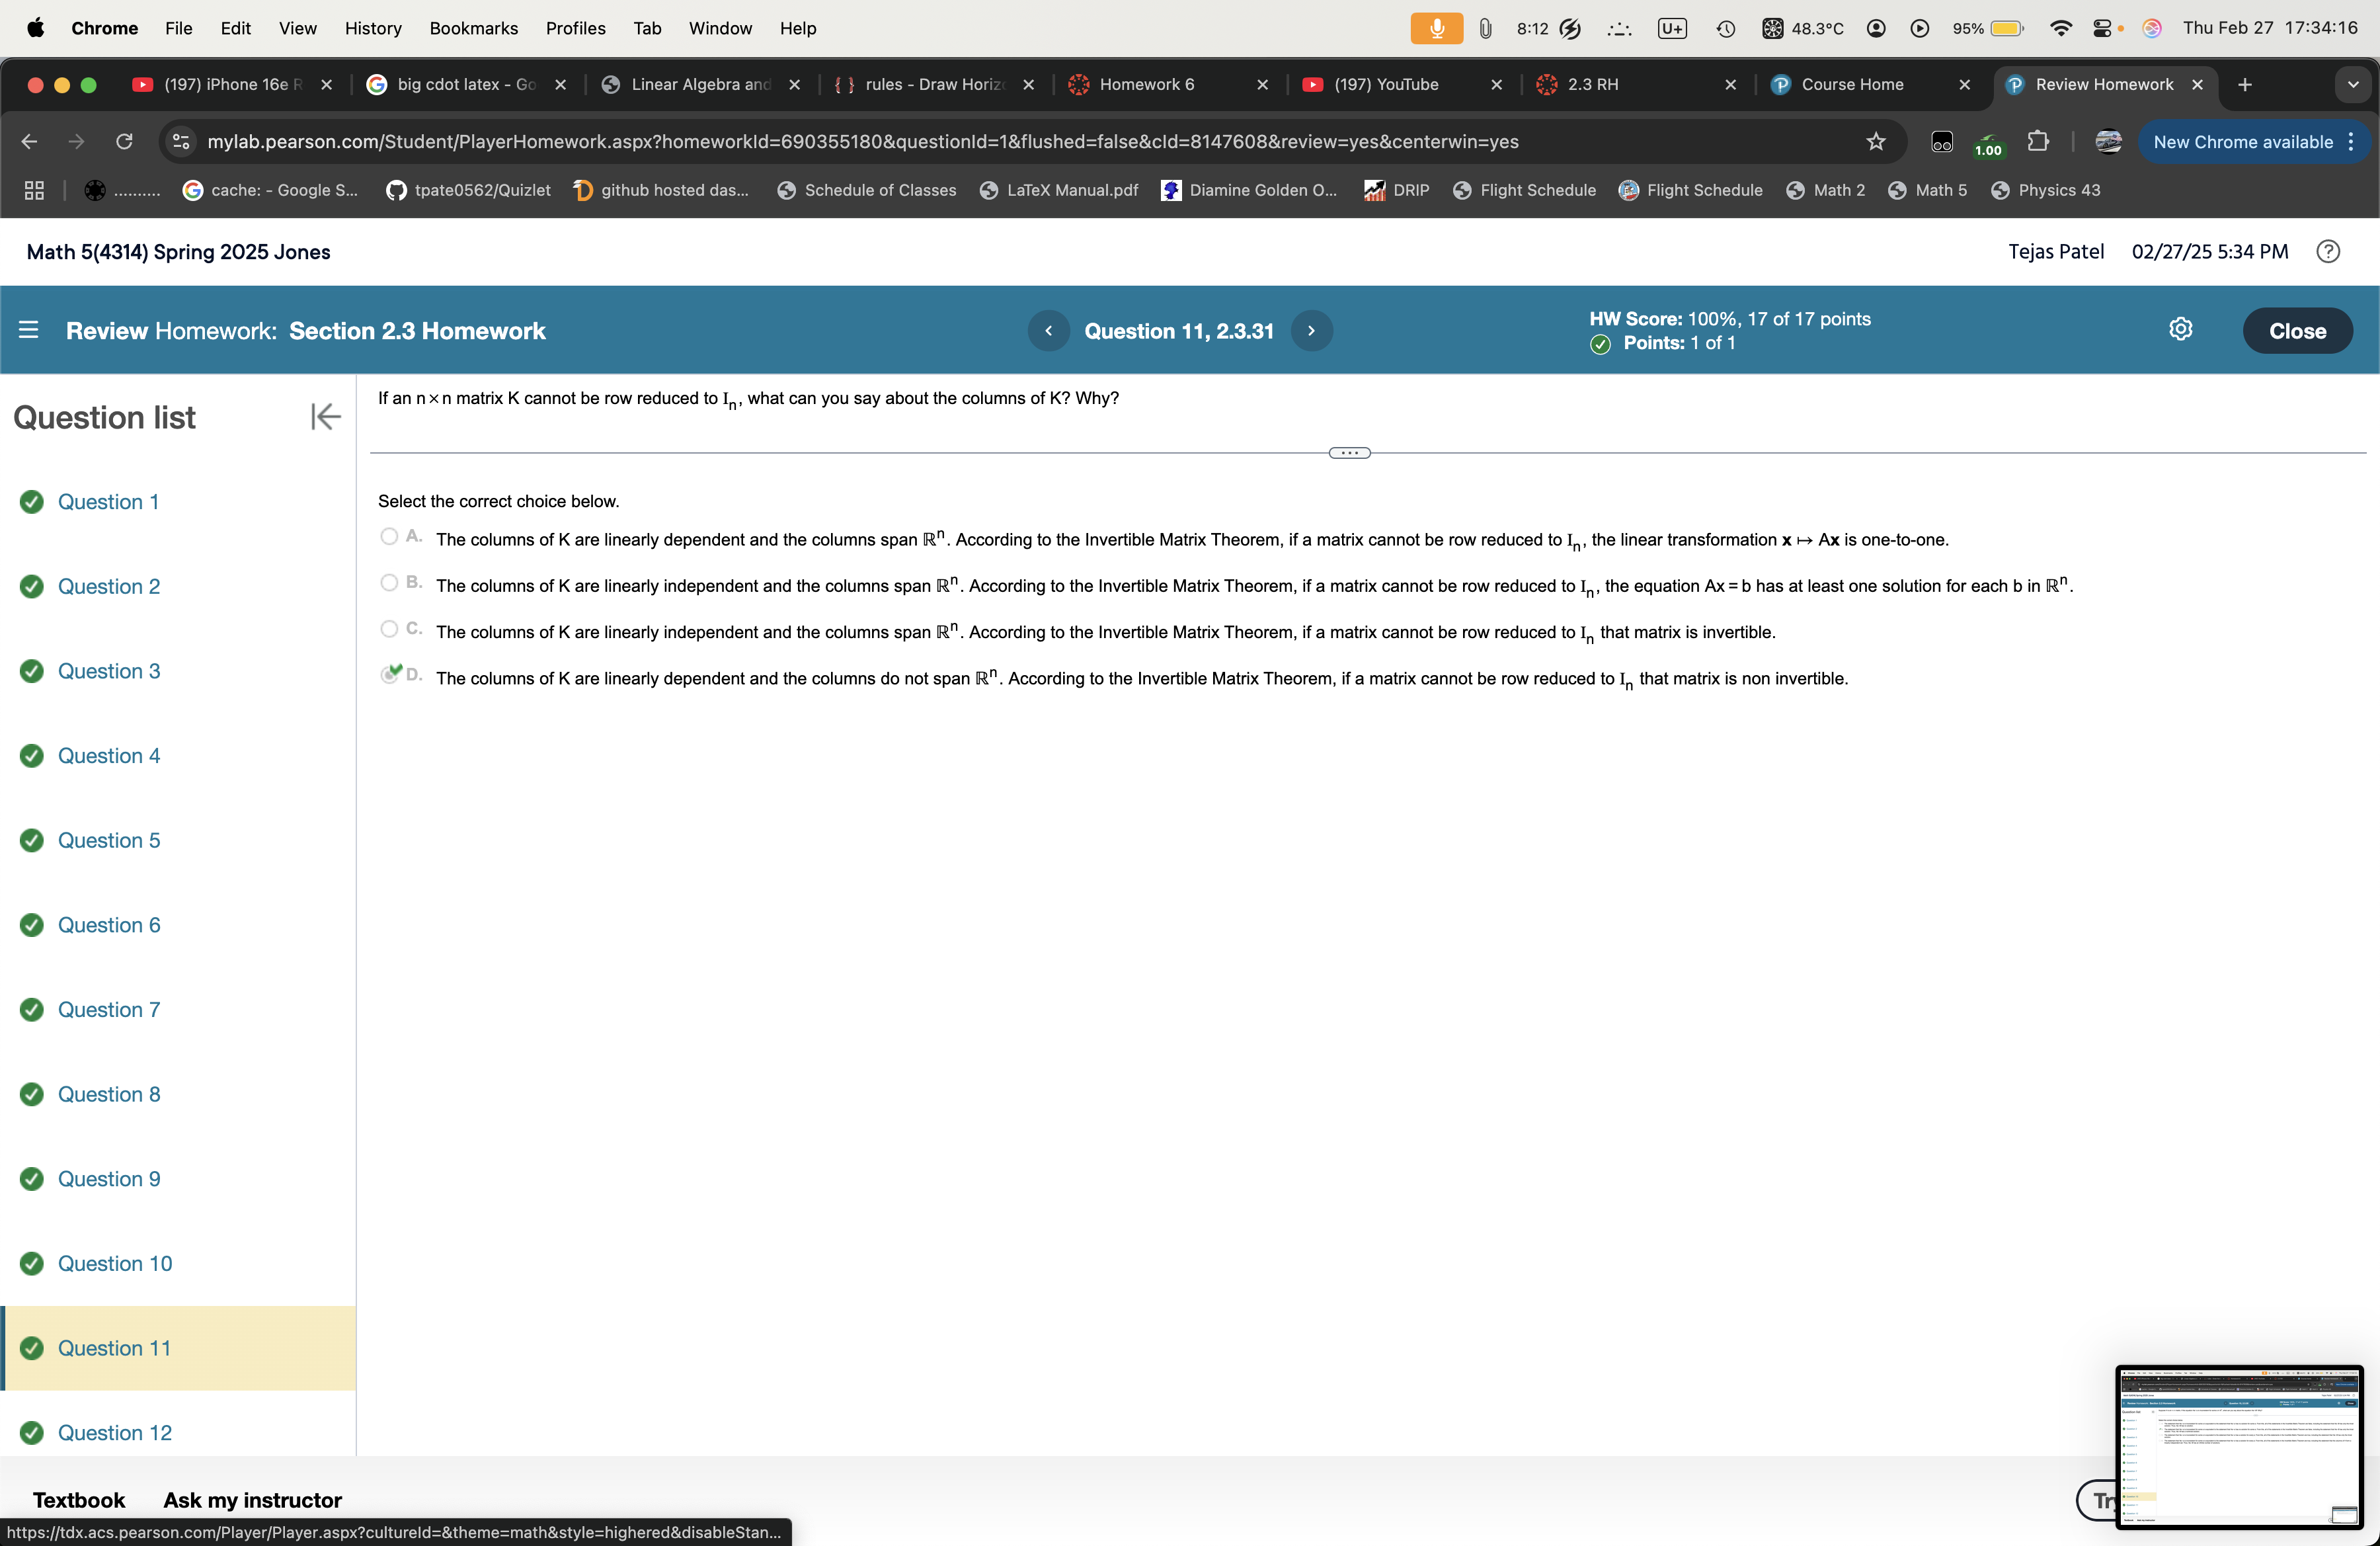 Chrome File Edit View History Bookmarks Profiles Tab Window Help 8:12 U+ 48.3°C 95% Thu Feb 27 17:34:16
(197) iPhone 16e R big cdot latex - Go Linear Algebra and { } rules - Draw Horizo Homework 6 (197) YouTube 2.3 RH Course Home Review Homework
mylab.pearson.com/Student/PlayerHomework.aspx?homeworkId=690355180&questionId=1&flushed=false&cId=8147608&review=yes&centerwin=yes 1.00 New Chrome available
.......... cache: - Google S... tpate0562/Quizlet github hosted das... Schedule of Classes LaTeX Manual.pdf Diamine Golden O... DRIP Flight Schedule Flight Schedule Math 2 Math 5 Physics 43
Math 5(4314) Spring 2025 Jones Tejas Patel 02/27/25 5:34 PM ?
Review Homework: Section 2.3 Homework Question 11, 2.3.31 HW Score: 100%, 17 of 17 points
Points: 1 of 1
Close
Question list
If an n×n matrix K cannot be row reduced to Iₙ, what can you say about the columns of K? Why?
Select the correct choice below.
A. The columns of K are linearly dependent and the columns span ℝⁿ. According to the Invertible Matrix Theorem, if a matrix cannot be row reduced to Iₙ, the linear transformation x ↦ Ax is one-to-one.
B. The columns of K are linearly independent and the columns span ℝⁿ. According to the Invertible Matrix Theorem, if a matrix cannot be row reduced to Iₙ, the equation Ax = b has at least one solution for each b in ℝⁿ.
C. The columns of K are linearly independent and the columns span ℝⁿ. According to the Invertible Matrix Theorem, if a matrix cannot be row reduced to Iₙ that matrix is invertible.
D. The columns of K are linearly dependent and the columns do not span ℝⁿ. According to the Invertible Matrix Theorem, if a matrix cannot be row reduced to Iₙ that matrix is non invertible.
Question 1
Question 2
Question 3
Question 4
Question 5
Question 6
Question 7
Question 8
Question 9
Question 10
Question 11
Question 12
Textbook Ask my instructor
https://tdx.acs.pearson.com/Player/Player.aspx?cultureId=&theme=math&style=highered&disableStan...